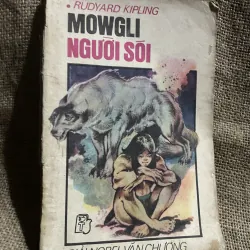 • RUDYARD KIPLING
MOWGLI
NGƯỜI SÓI
GIẢI NOBEL VĂN CHƯƠNG